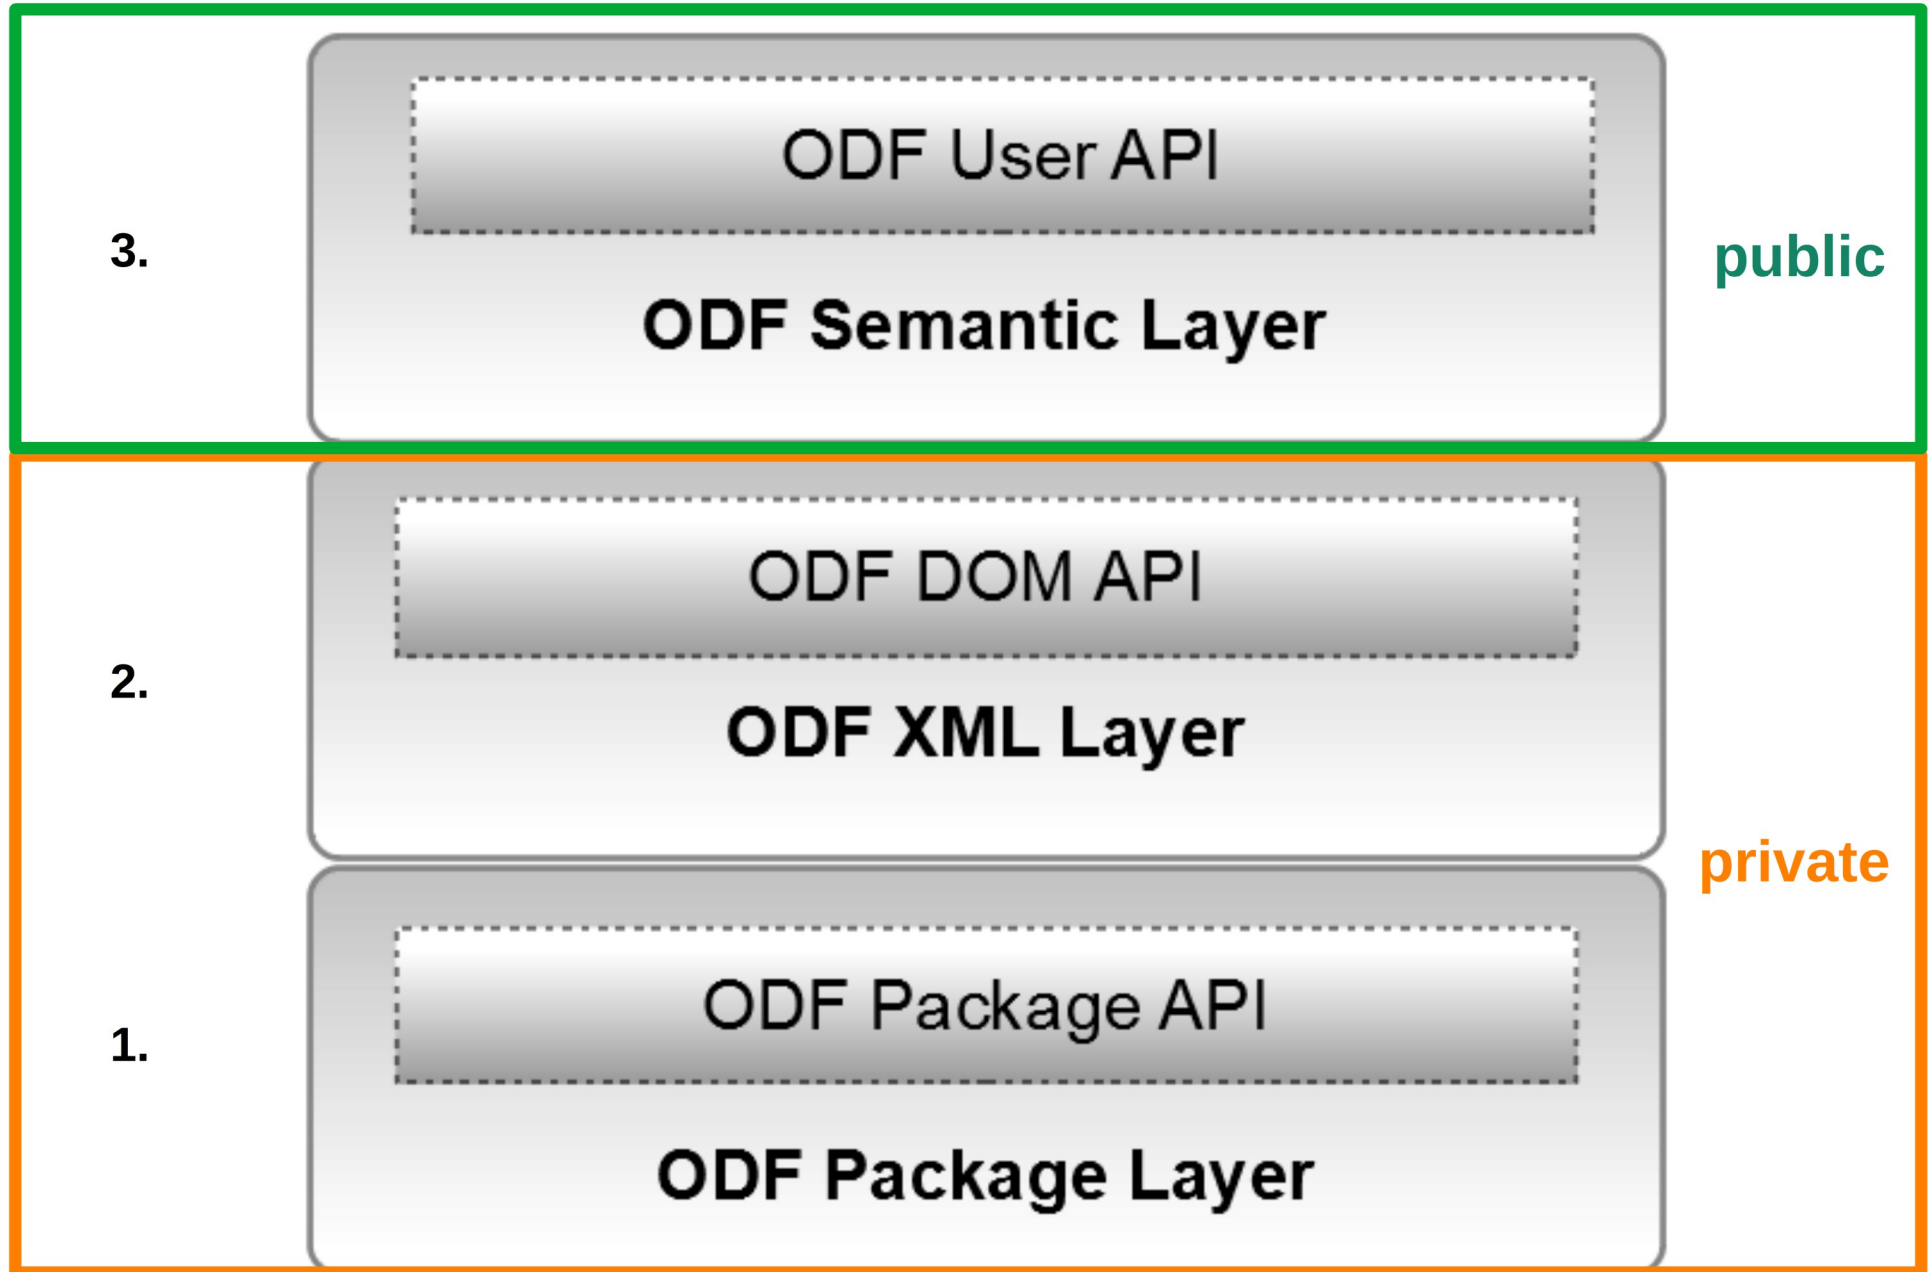 ODF User API
3.
public
ODF Semantic Layer
ODF DOM API
2.
ODF XML Layer
private
ODF Package API
1.
ODF Package Layer